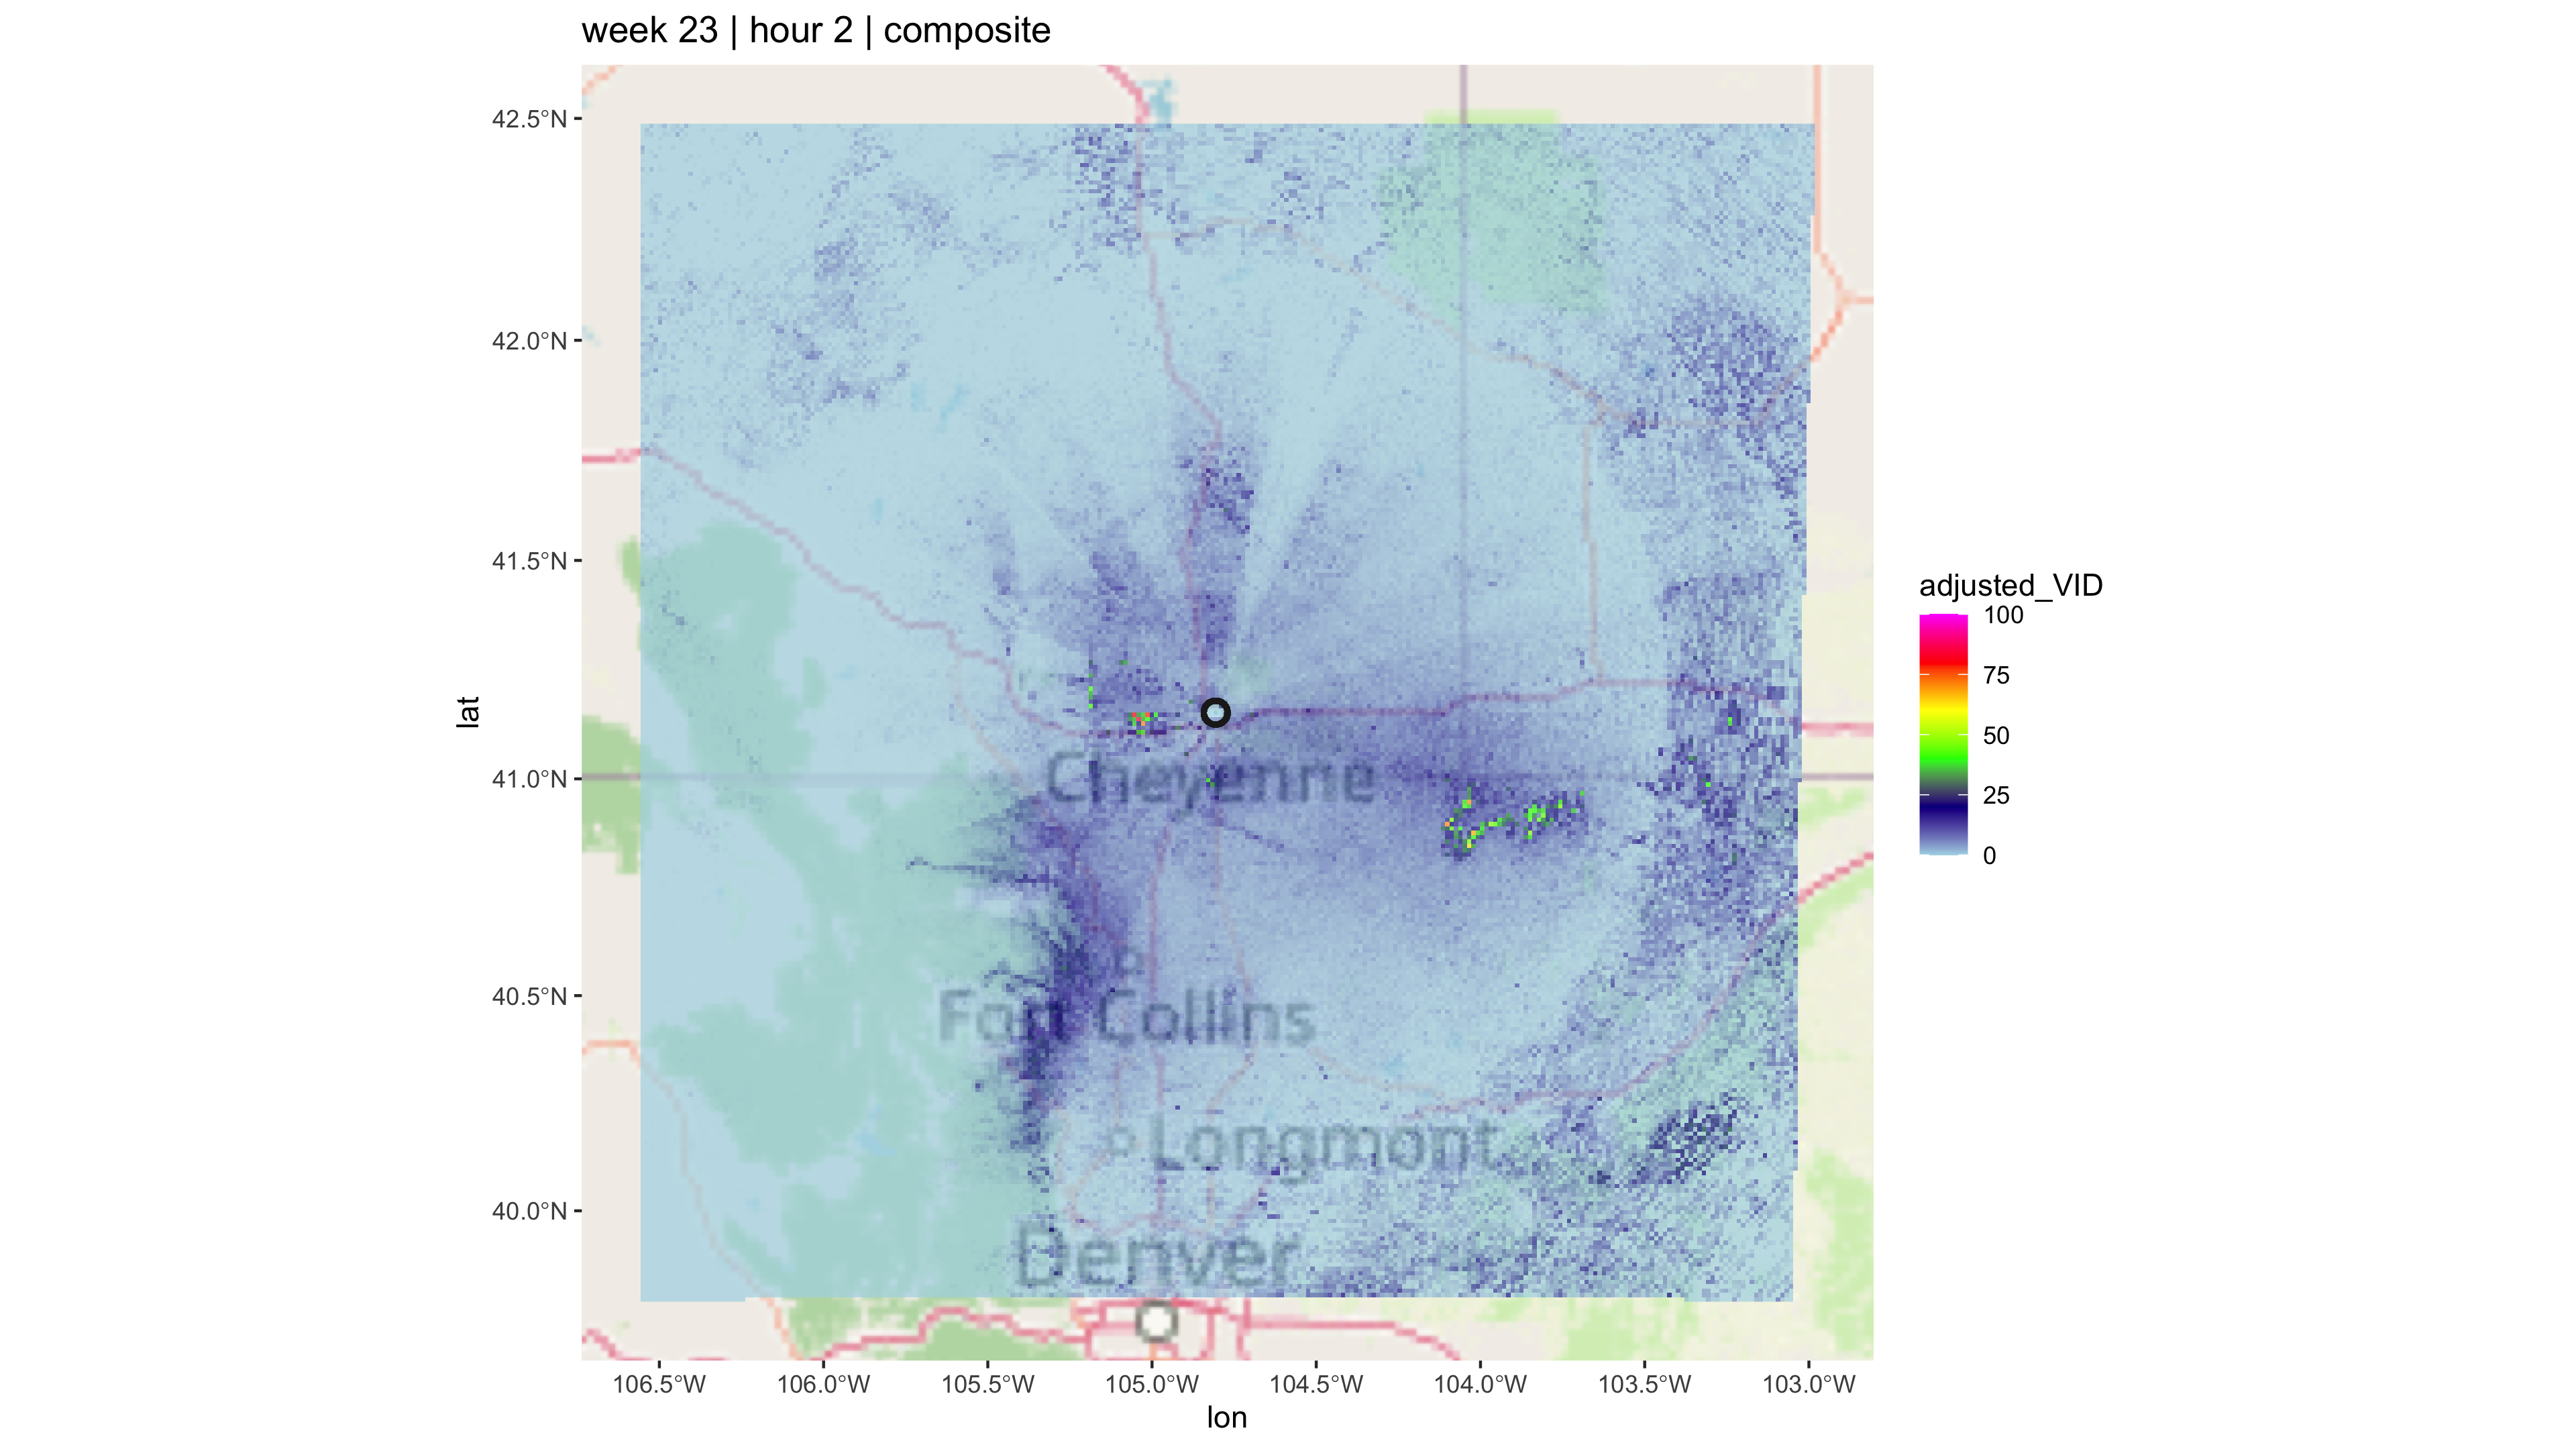 week 23 | hour 2 | composite
42.5°N
42.0°N
41.5°N
41.0°N
40.5°N
40.0°N
lat
Cheyenne
Fort Collins
Longmont
Denver
106.5°W 106.0°W 105.5°W 105.0°W 104.5°W 104.0°W 103.5°W 103.0°W
lon
adjusted_VID
100
75
50
25
0